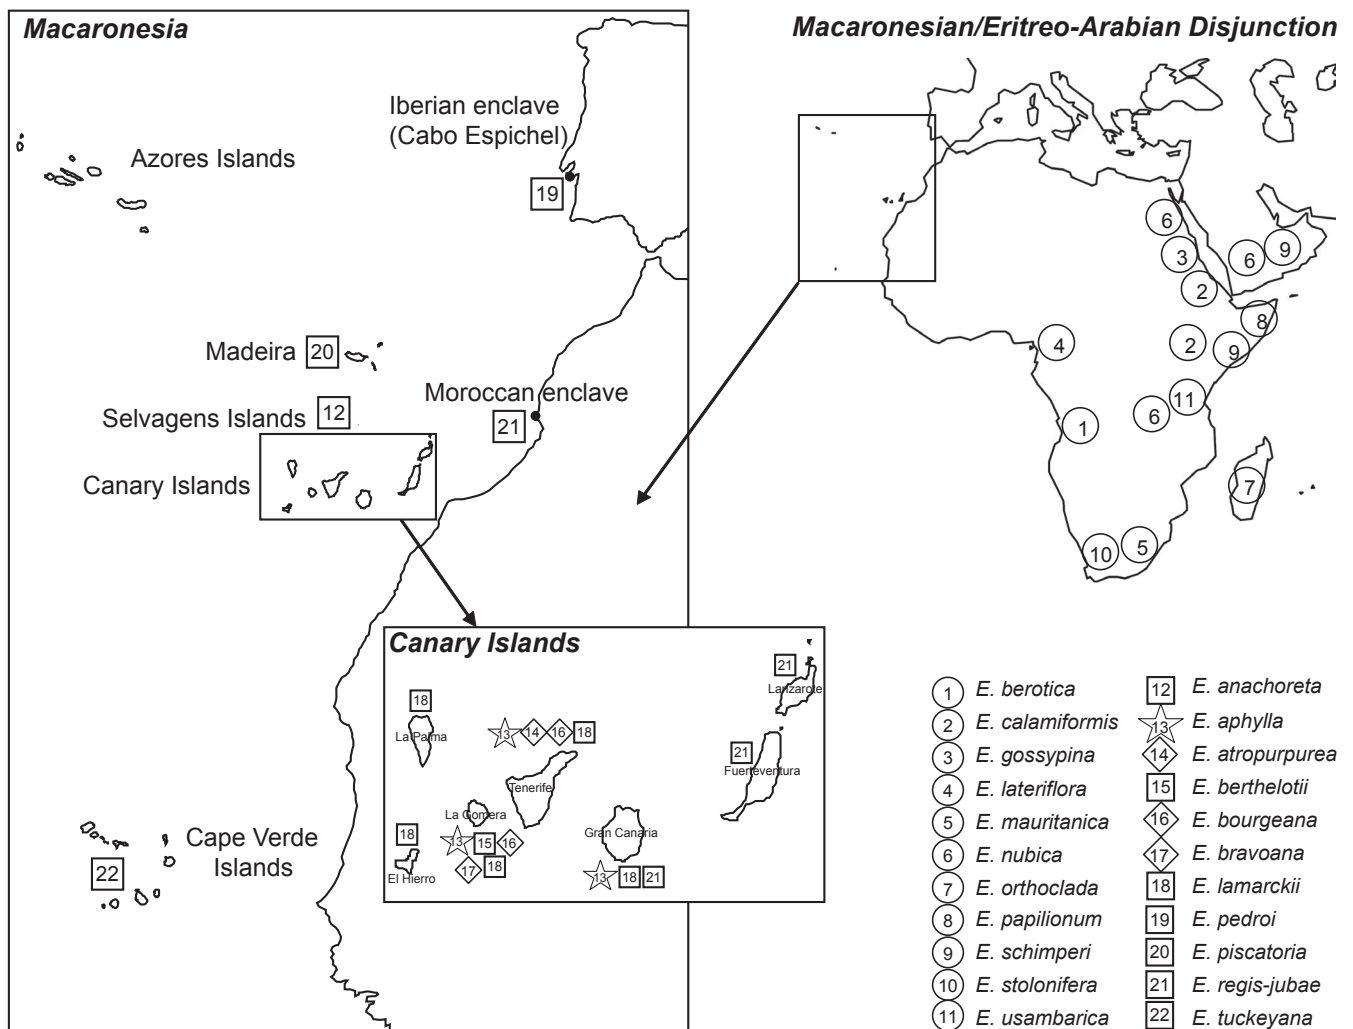 Macaronesia
Macaronesian/Eritreo-Arabian Disjunction
Iberian enclave
(Cabo Espichel)
Azores Islands
19
Madeira 20
Selvagens Islands 12
Moroccan enclave
21
Canary Islands
6
3
6
9
2
8
4
2
9
11
6
1
7
10
5
Canary Islands
21
Lanzarote
18
La Palma
13
14
16
18
21
Fuerteventura
Tenerife
La Gomera
18
13
15
16
Gran Canaria
El Hierro
17
18
13
18
21
Cape Verde
Islands
22
1 E. berotica
2 E. calamiformis
3 E. gossypina
4 E. lateriflora
5 E. mauritanica
6 E. nubica
7 E. orthoclada
8 E. papilionum
9 E. schimperi
10 E. stolonifera
11 E. usambarica
12 E. anachoreta
13 E. aphylla
14 E. atropurpurea
15 E. berthelotii
16 E. bourgeana
17 E. bravoana
18 E. lamarckii
19 E. pedroi
20 E. piscatoria
21 E. regis-jubae
22 E. tuckeyana